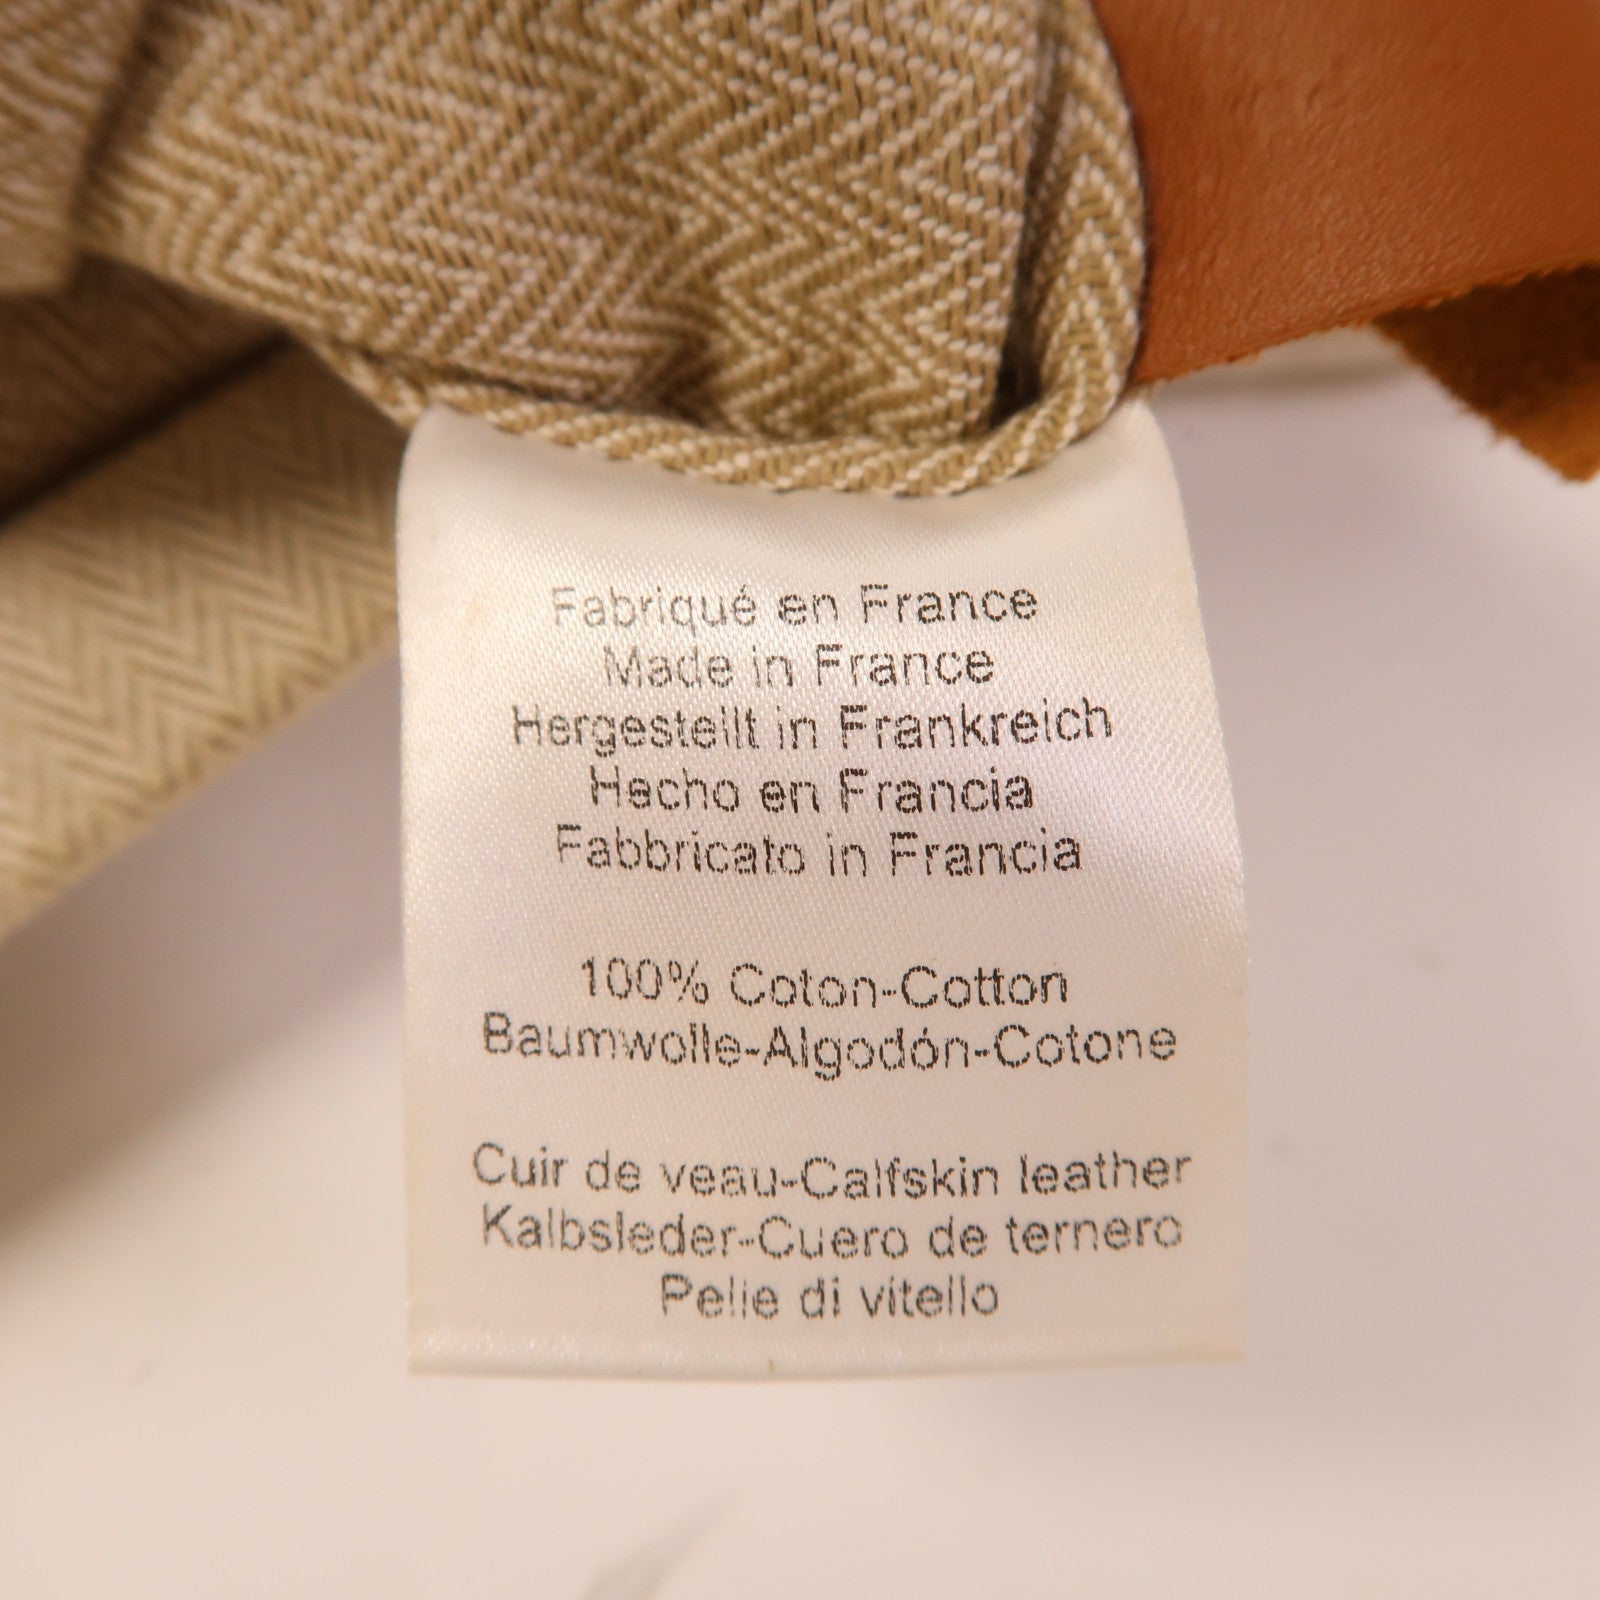 Fabriqué en France
Made in France
Hergestellt in Frankreich
Hecho en Francia
Fabbricato in Francia
100% Coton-Cotton
Baumwolle-Algodón-Cotone
Cuir de veau-Calfskin leather
Kalbsleder-Cuero de ternero
Pelle di vitello